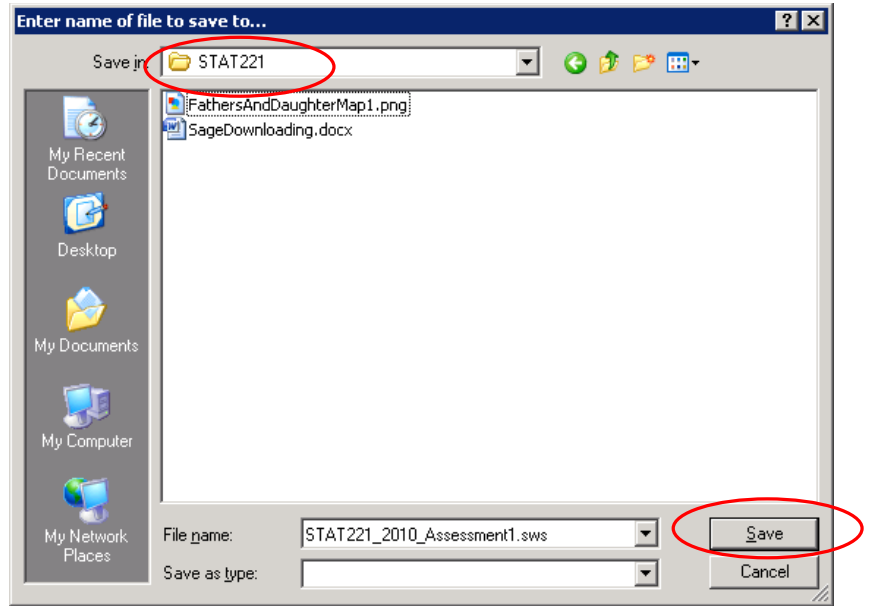 Enter name of file to save to...
Save in:
STAT221
FathersAndDaughterMap1.png
SageDownloading.docx
My Recent
Documents
Desktop
My Documents
My Computer
My Network
Places
File name:
STAT221_2010_Assessment1.sws
Save
Save as type:
Cancel